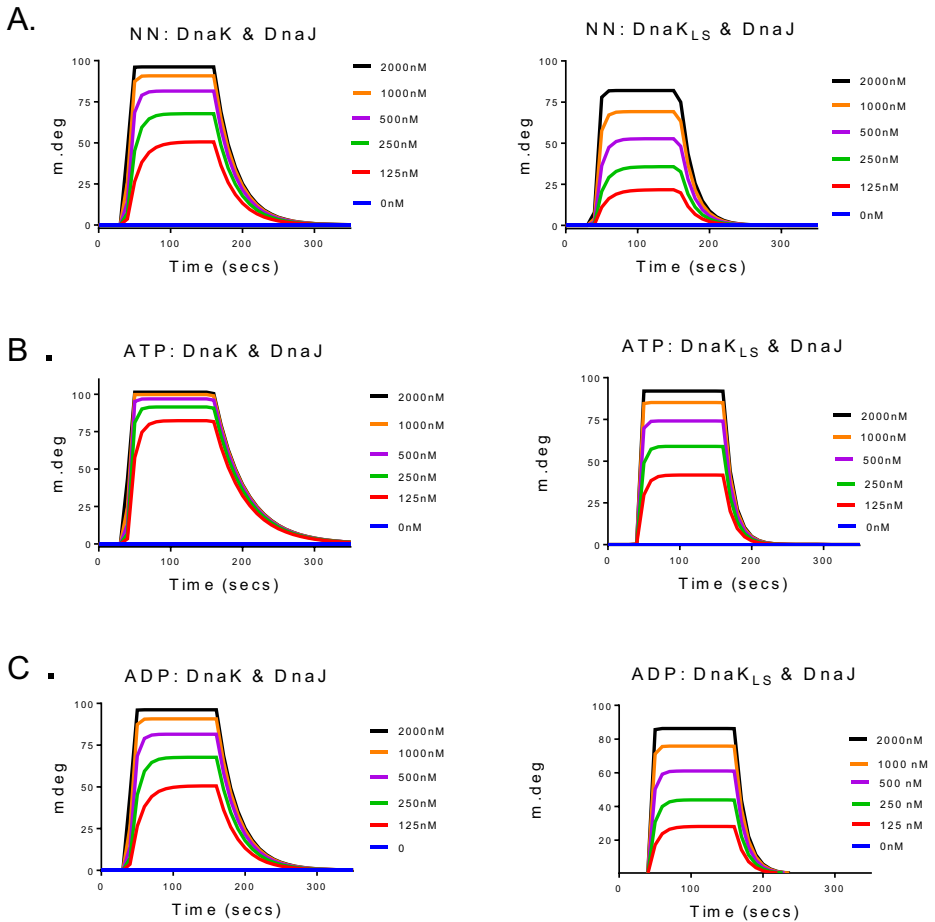 A.
NN: DnaK & DnaJ
m.deg
100
75
50
25
0
0 100 200 300
Time (secs)
2000nM
1000nM
500nM
250nM
125nM
0nM
NN: DnaKLS & DnaJ
m.deg
100
75
50
25
0
0 100 200 300
Time (secs)
2000nM
1000nM
500nM
250nM
125nM
0nM
B .
ATP: DnaK & DnaJ
m.deg
100
75
50
25
0
0 100 200 300
Time (secs)
2000nM
1000nM
500nM
250nM
125nM
0nM
ATP: DnaKLS & DnaJ
m.deg
100
75
50
25
0
0 100 200 300
Time (secs)
2000nM
1000nM
500nM
250nM
125nM
0nM
C .
ADP: DnaK & DnaJ
mdeg
100
75
50
25
0
0 100 200 300
Time (secs)
2000nM
1000nM
500nM
250nM
125nM
0
ADP: DnaKLS & DnaJ
m.deg
100
80
60
40
20
0 100 200 300
Time (secs)
2000nM
1000 nM
500 nM
250 nM
125 nM
0nM